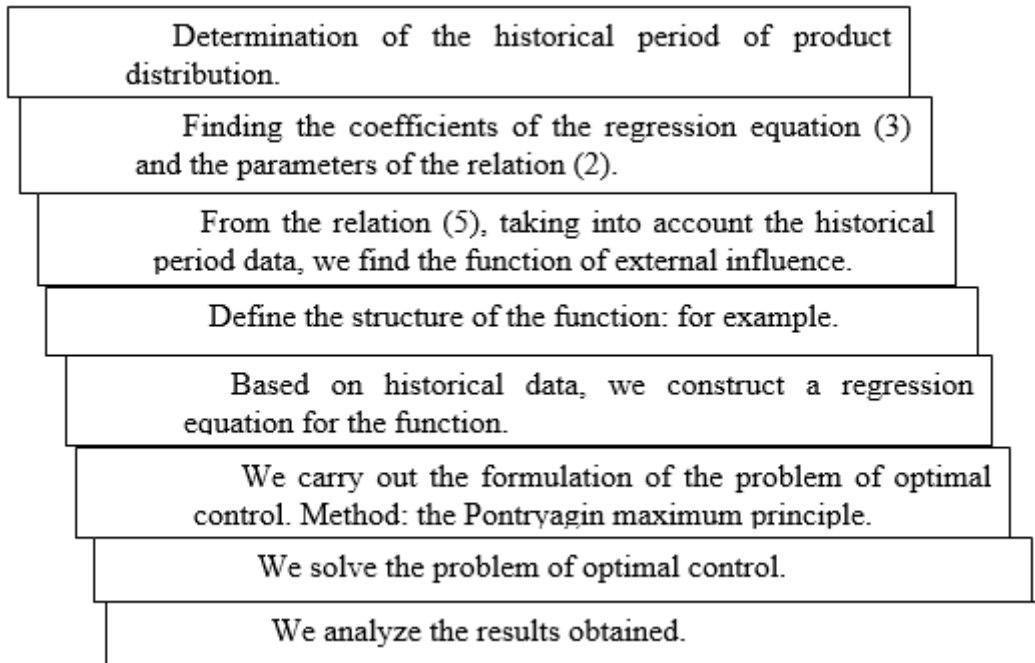 Determination of the historical period of product
distribution.
Finding the coefficients of the regression equation (3)
and the parameters of the relation (2).
From the relation (5), taking into account the historical
period data, we find the function of external influence.
Define the structure of the function: for example.
Based on historical data, we construct a regression
equation for the function.
We carry out the formulation of the problem of optimal
control. Method: the Pontryagin maximum principle.
We solve the problem of optimal control.
We analyze the results obtained.